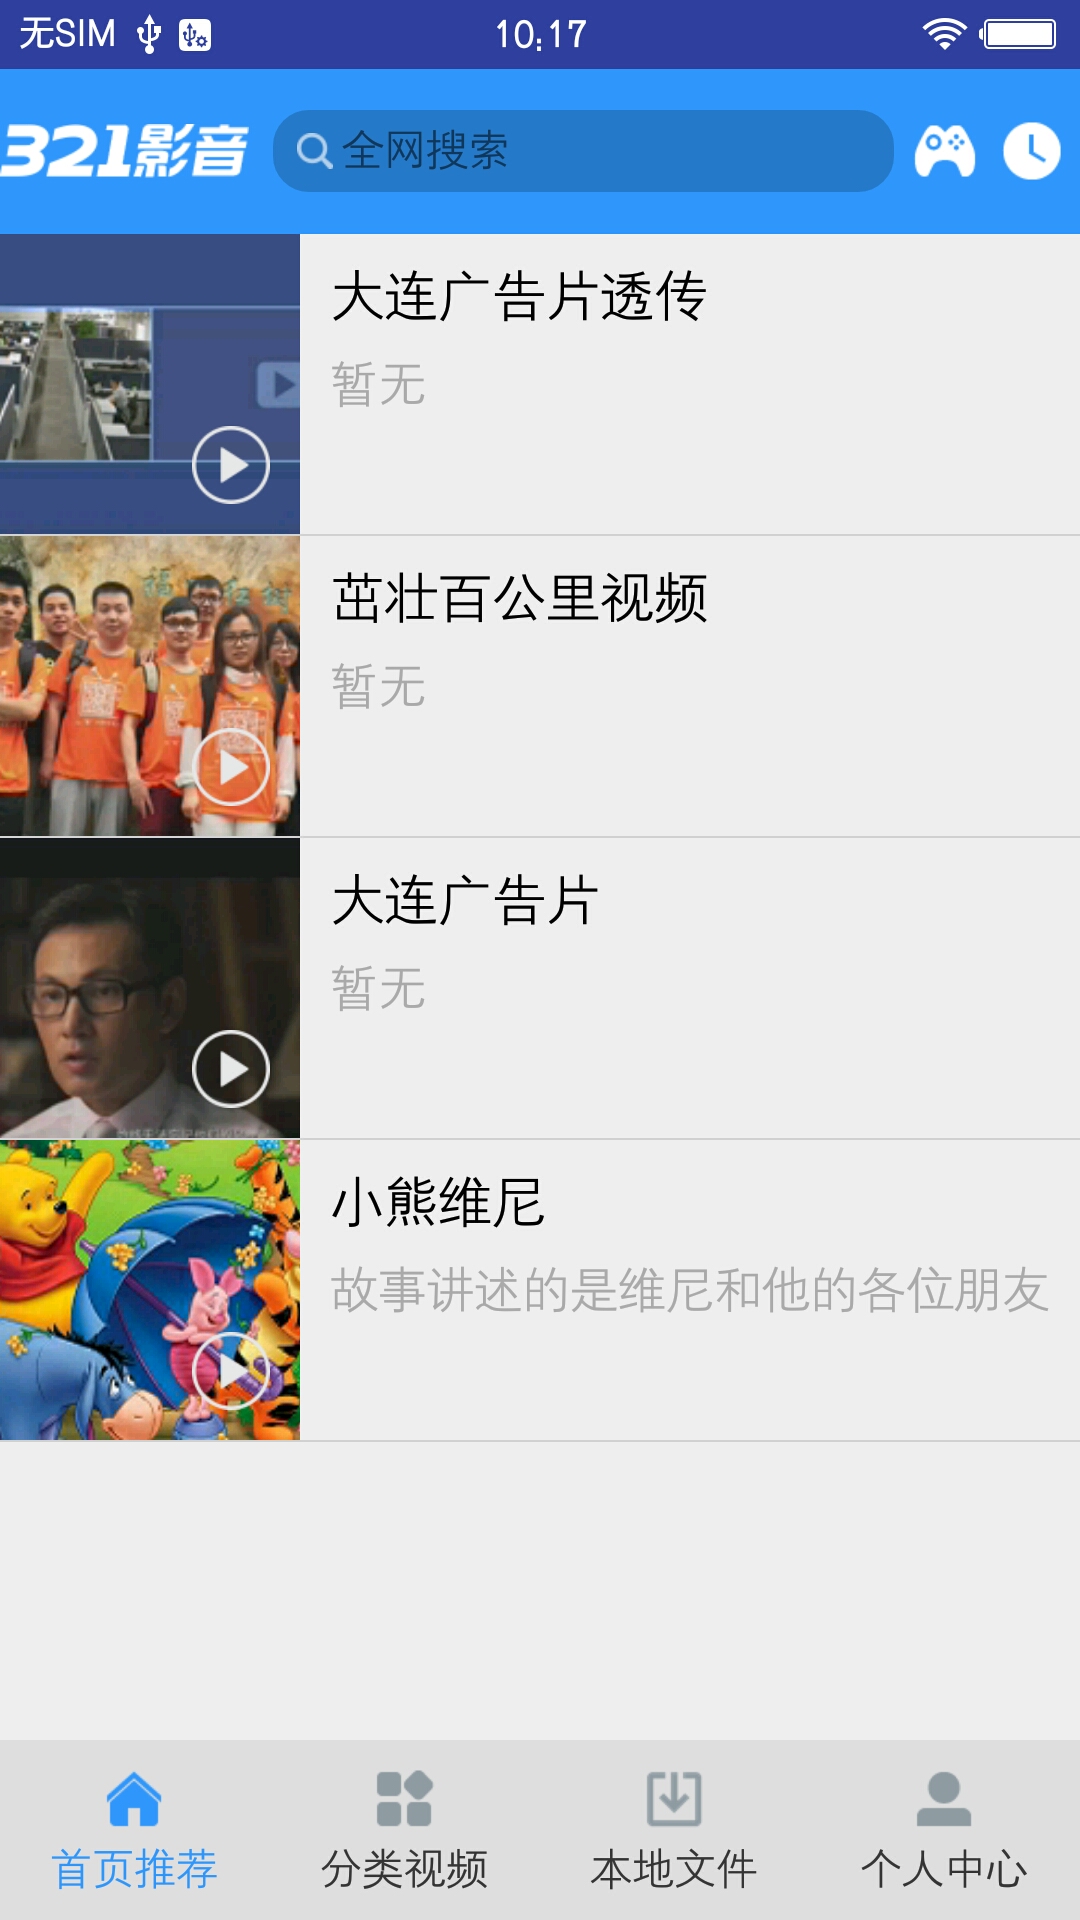 无SIM 10:17
321影音 全网搜索
大连广告片透传
暂无
茁壮百公里视频
暂无
大连广告片
暂无
小熊维尼
故事讲述的是维尼和他的各位朋友
首页推荐 分类视频 本地文件 个人中心